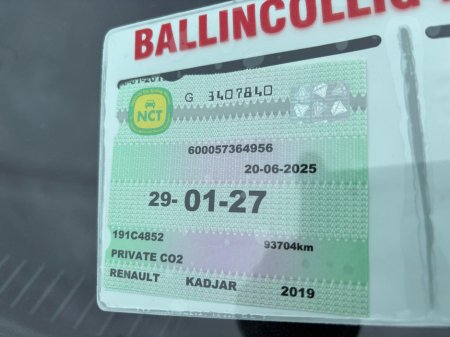 BALLINCOLLIG
NCT
G 3407840
600057364956
20-06-2025
29- 01-27
191C4852
93704km
PRIVATE CO2
RENAULT KADJAR 2019